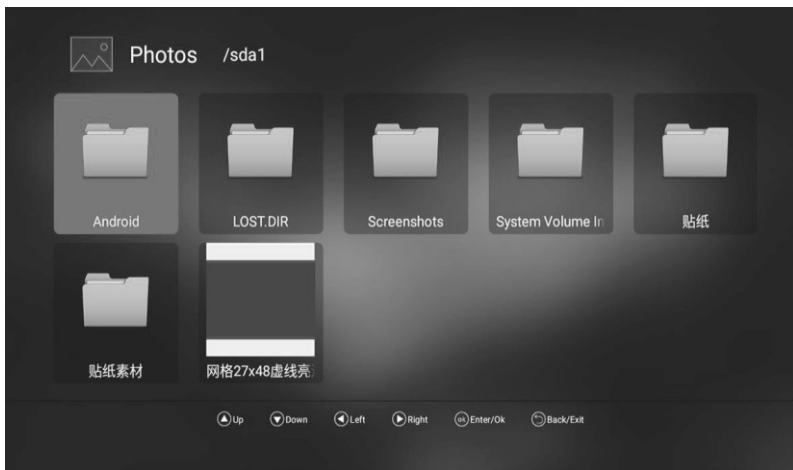 Photos /sda1
Android
LOST.DIR
Screenshots
System Volume In
贴纸
贴纸素材
网格27x48虚线亮
Up Down Left Right ok Enter/Ok Back/Exit